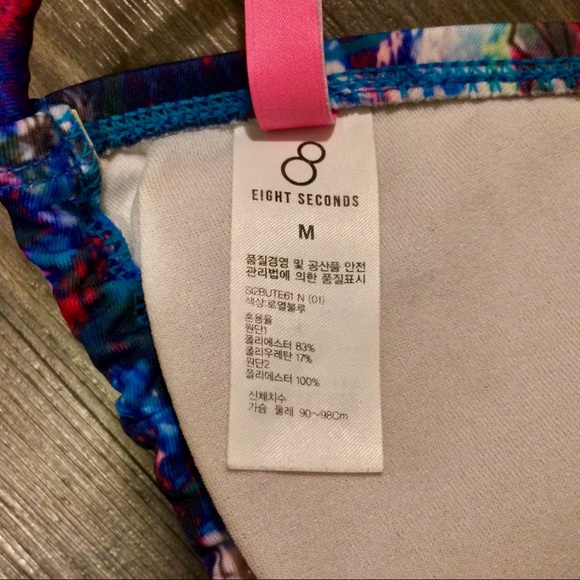 8
EIGHT SECONDS
M
품질경영 및 공산품 안전
관리법에 의한 품질표시
SI2BUTE61 N (01)
색상:로열블루
혼용율
원단1
폴리에스터 83%
폴리우레탄 17%
원단2
폴리에스터 100%
신체치수
가슴 둘레 90~98Cm